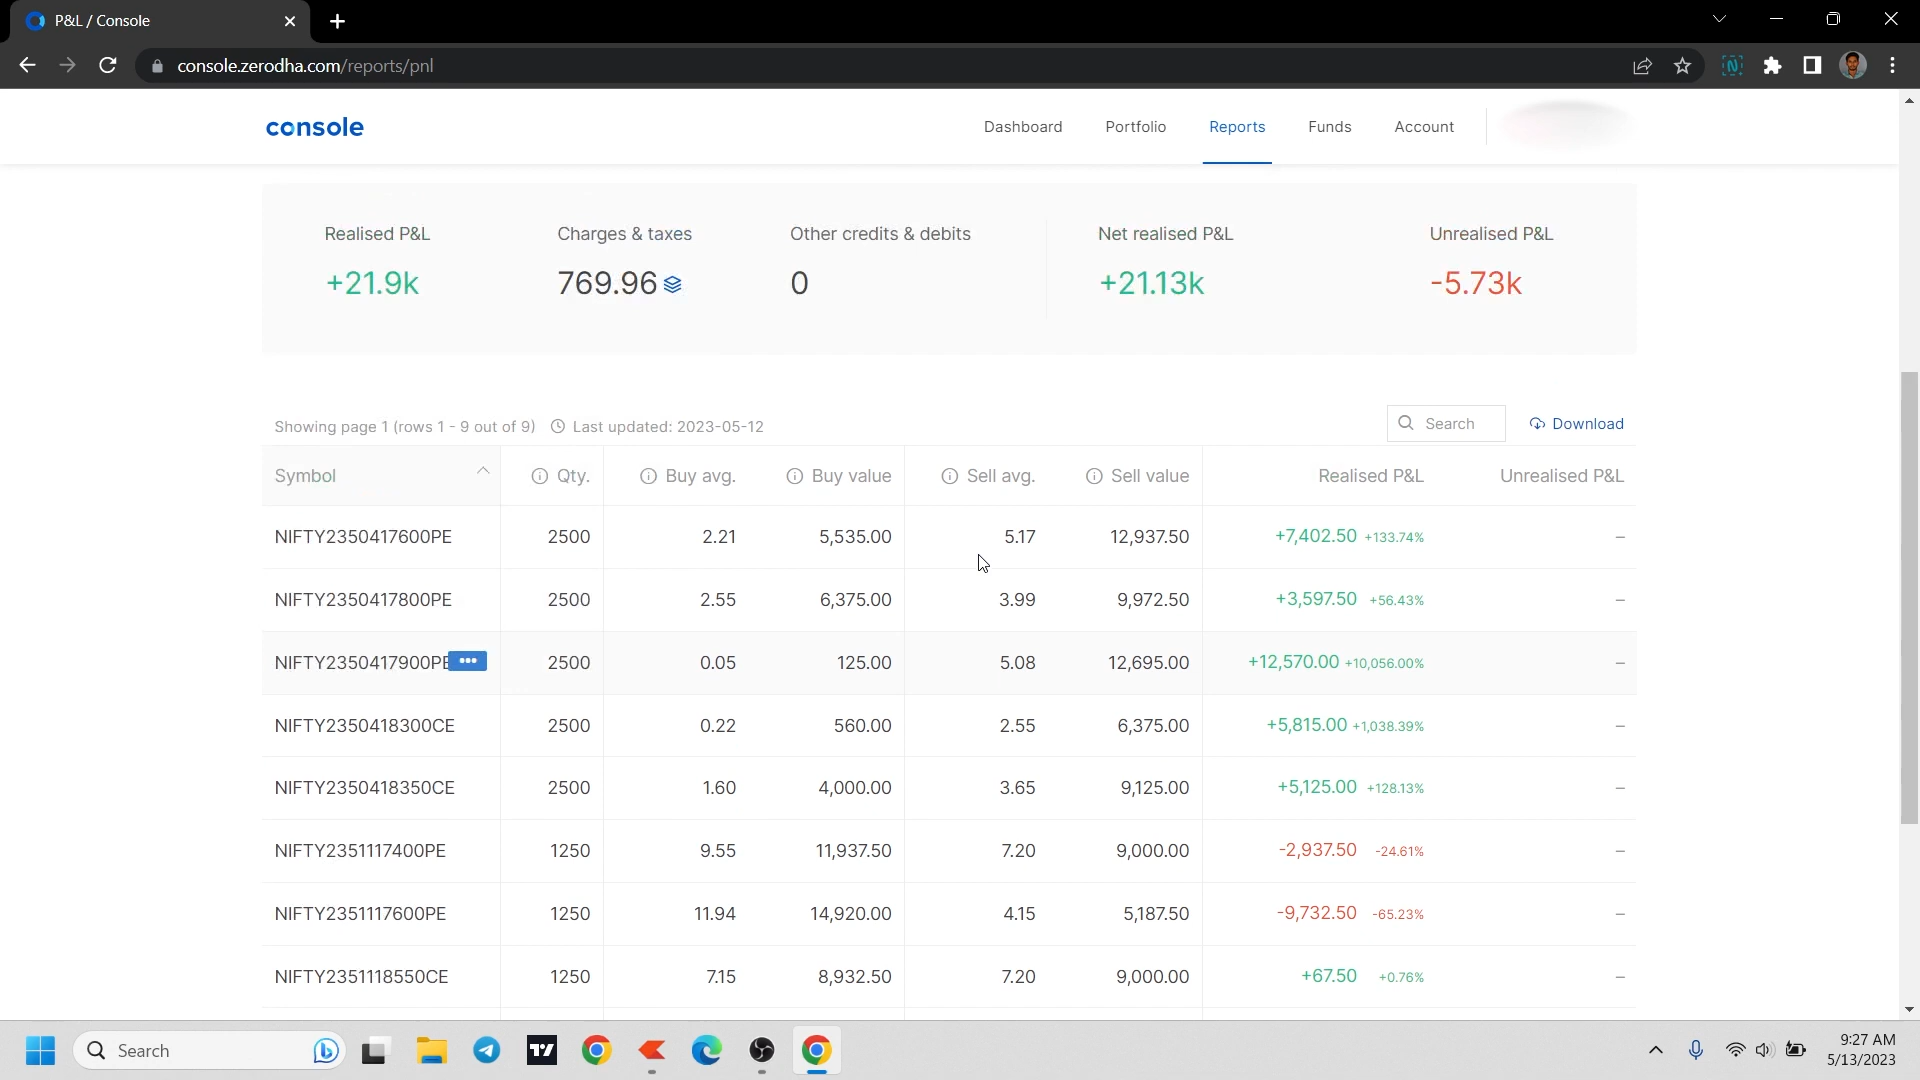 P&L / Console
console.zerodha.com/reports/pnl
console
Dashboard Portfolio Reports Funds Account
Realised P&L Charges & taxes Other credits & debits Net realised P&L Unrealised P&L
+21.9k 769.96 0 +21.13k -5.73k
Showing page 1 (rows 1 - 9 out of 9) Last updated: 2023-05-12 Search Download
Symbol Qty. Buy avg. Buy value Sell avg. Sell value Realised P&L Unrealised P&L
NIFTY2350417600PE 2500 2.21 5,535.00 5.17 12,937.50 +7,402.50 +133.74% –
NIFTY2350417800PE 2500 2.55 6,375.00 3.99 9,972.50 +3,597.50 +56.43% –
NIFTY2350417900PE ••• 2500 0.05 125.00 5.08 12,695.00 +12,570.00 +10,056.00% –
NIFTY2350418300CE 2500 0.22 560.00 2.55 6,375.00 +5,815.00 +1,038.39% –
NIFTY2350418350CE 2500 1.60 4,000.00 3.65 9,125.00 +5,125.00 +128.13% –
NIFTY2351117400PE 1250 9.55 11,937.50 7.20 9,000.00 -2,937.50 -24.61% –
NIFTY2351117600PE 1250 11.94 14,920.00 4.15 5,187.50 -9,732.50 -65.23% –
NIFTY2351118550CE 1250 7.15 8,932.50 7.20 9,000.00 +67.50 +0.76% –
Search
9:27 AM
5/13/2023